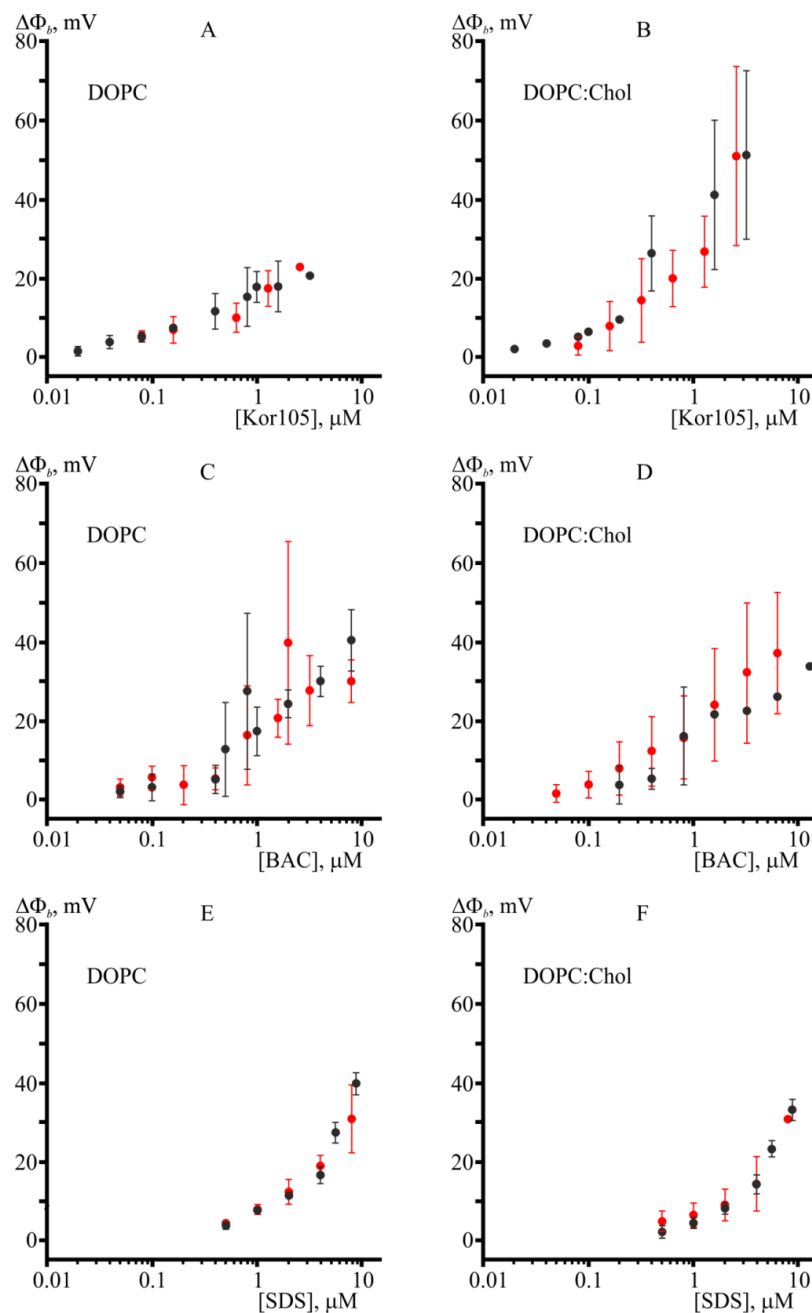 ΔΦb, mV
A
80
DOPC
60
40
20
0
0.01
0.1
1
10
[Kor105], μM
ΔΦb, mV
B
80
DOPC:Chol
60
40
20
0
0.01
0.1
1
10
[Kor105], μM
ΔΦb, mV
C
80
DOPC
60
40
20
0
0.01
0.1
1
10
[BAC], μM
ΔΦb, mV
D
80
DOPC:Chol
60
40
20
0
0.01
0.1
1
10
[BAC], μM
ΔΦb, mV
E
80
DOPC
60
40
20
0
0.01
0.1
1
10
[SDS], μM
ΔΦb, mV
F
80
DOPC:Chol
60
40
20
0
0.01
0.1
1
10
[SDS], μM